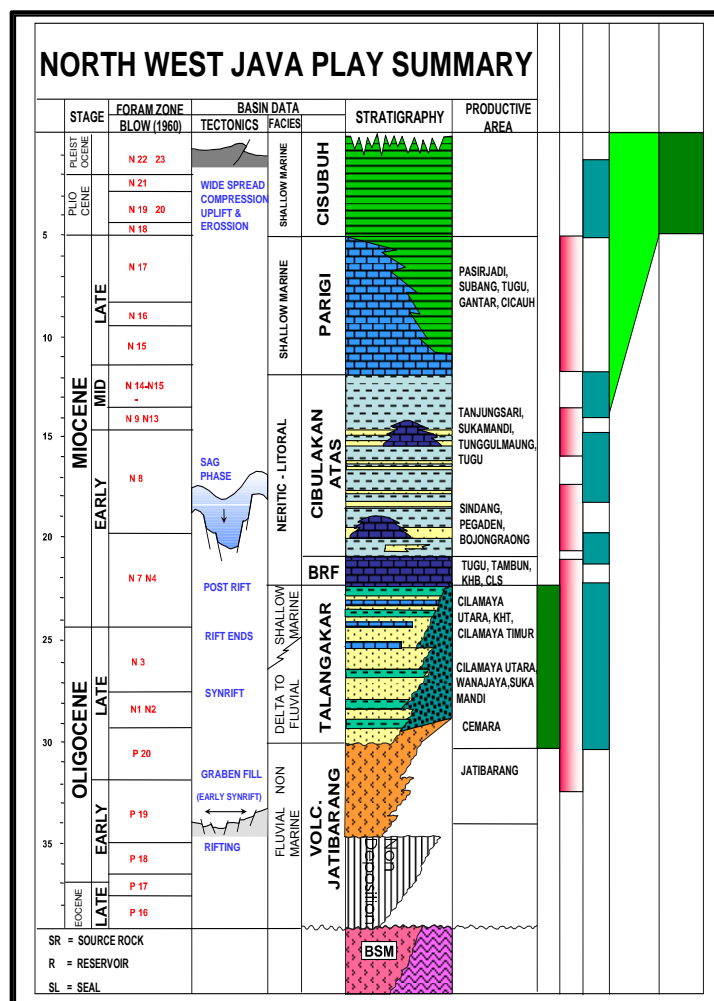 NORTH WEST JAVA PLAY SUMMARY
STAGE
FORAM ZONE
BLOW (1960)
BASIN DATA
TECTONICS
FACIES
STRATIGRAPHY
PRODUCTIVE
AREA
PLEIST
OCENE
PLIO
CENE
MIOCENE
LATE
MID
EARLY
OLIGOCENE
LATE
EARLY
EOCENE
LATE
5
10
15
20
25
30
35
N 22 23
N 21
N 19 20
N 18
N 17
N 16
N 15
N 14-N15
-
N 9 N13
N 8
N 7 N4
N 3
N1 N2
P 20
P 19
P 18
P 17
P 16
WIDE SPREAD
COMPRESSION
UPLIFT &
EROSSION
SAG
PHASE
POST RIFT
RIFT ENDS
SYNRIFT
GRABEN FILL
(EARLY SYNRIFT)
RIFTING
SHALLOW MARINE
SHALLOW MARINE
NERITIC - LITORAL
SHALLOW
MARINE
DELTA TO
FLUVIAL
NON
FLUVIAL
MARINE
CISUBUH
PARIGI
CIBULAKAN
ATAS
BRF
TALANGAKAR
VOLC.
JATIBARANG
Non
Deposition
BSM
PASIRJADI,
SUBANG, TUGU,
GANTAR, CICAUH
TANJUNGSARI,
SUKAMANDI,
TUNGGULMAUNG,
TUGU
SINDANG,
PEGADEN,
BOJONGRAONG
TUGU, TAMBUN,
KHB, CLS
CILAMAYA
UTARA, KHT,
CILAMAYA TIMUR
CILAMAYA UTARA,
WANAJAYA,SUKA
MANDI
CEMARA
JATIBARANG
SR = SOURCE ROCK
R = RESERVOIR
SL = SEAL